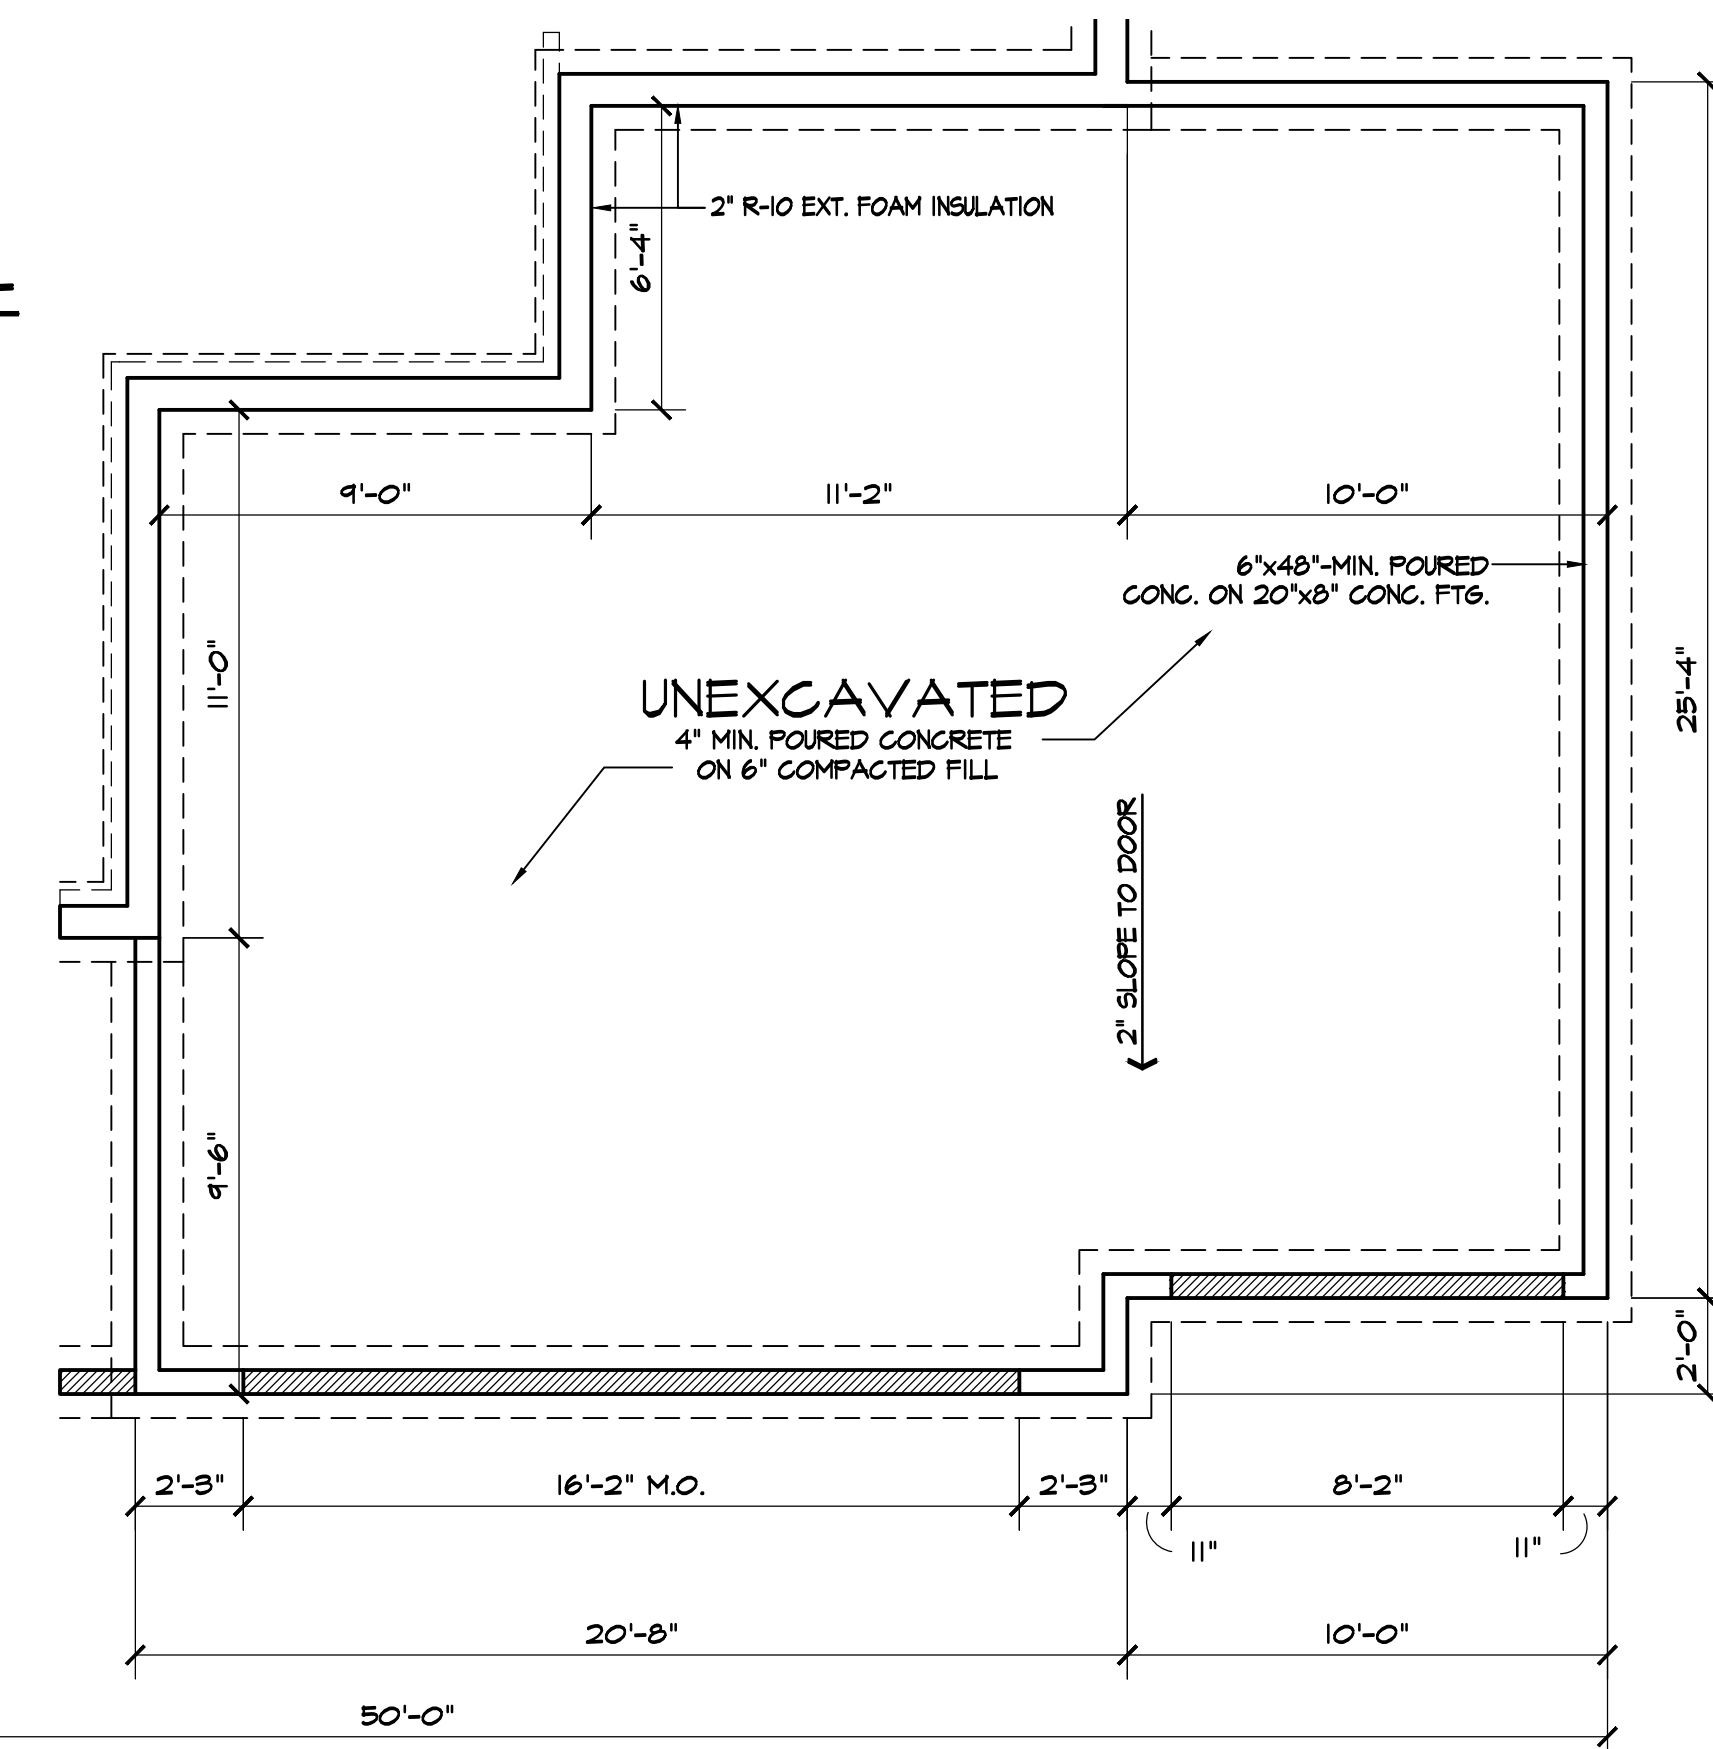 2" R-10 EXT. FOAM INSULATION
6'-4"
9'-0"
11'-2"
10'-0"
6"x48"-MIN. POURED
CONC. ON 20"x8" CONC. FTG.
11'-0"
25'-4"
UNEXCAVATED
4" MIN. POURED CONCRETE
ON 6" COMPACTED FILL
2" SLOPE TO DOOR
9'-6"
2'-0"
2'-3"
16'-2" M.O.
2'-3"
8'-2"
11"
11"
20'-8"
10'-0"
50'-0"